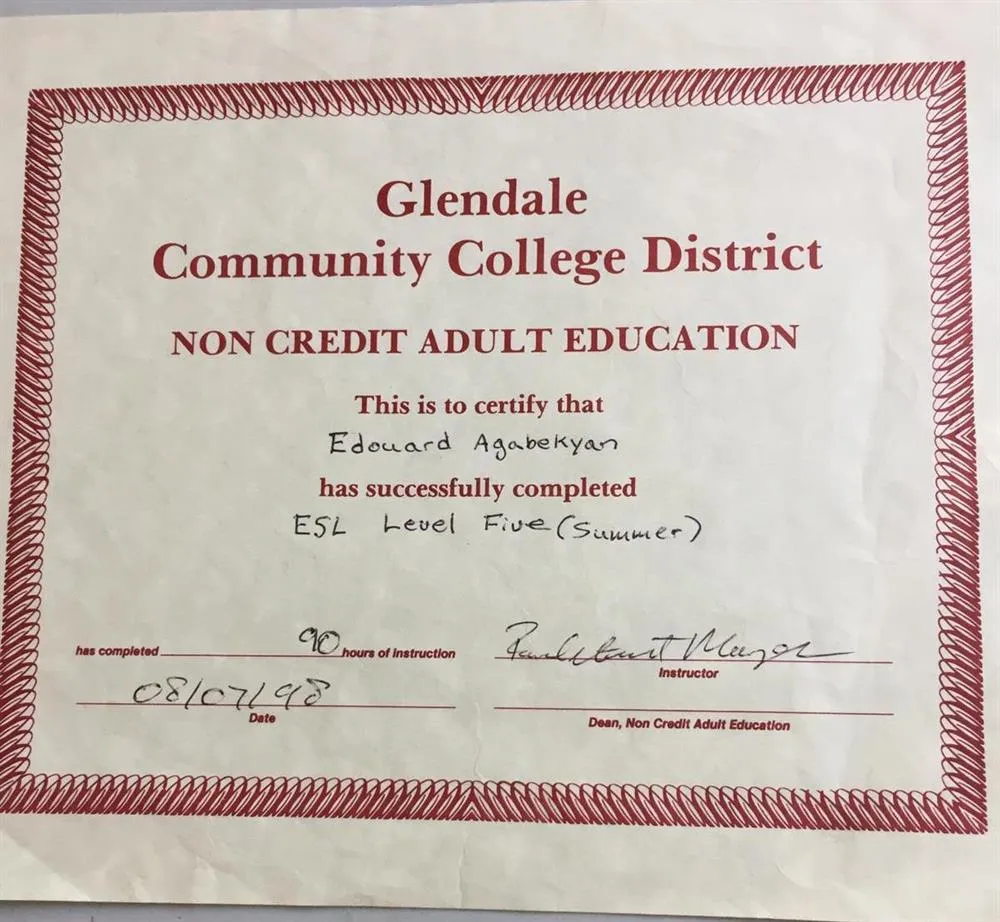 Glendale
Community College District
NON CREDIT ADULT EDUCATION
This is to certify that
Edouard Agabekyan
has successfully completed
ESL Level Five (Summer)
has completed 90 hours of instruction
Instructor
08/07/98
Date
Dean, Non Credit Adult Education